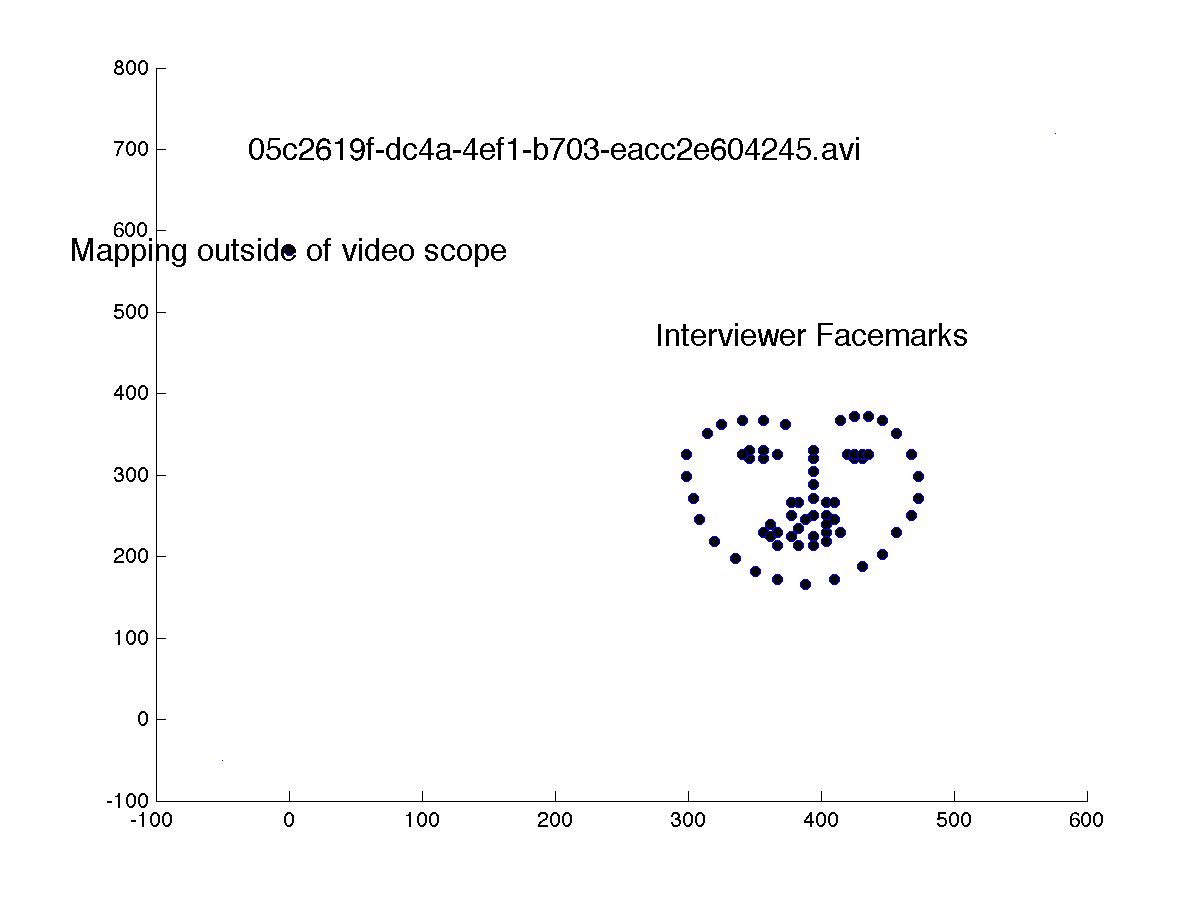 800
700
05c2619f-dc4a-4ef1-b703-eacc2e604245.avi
600
Mapping outside of video scope
500
Interviewer Facemarks
400
300
200
100
0
-100
-100 0 100 200 300 400 500 600